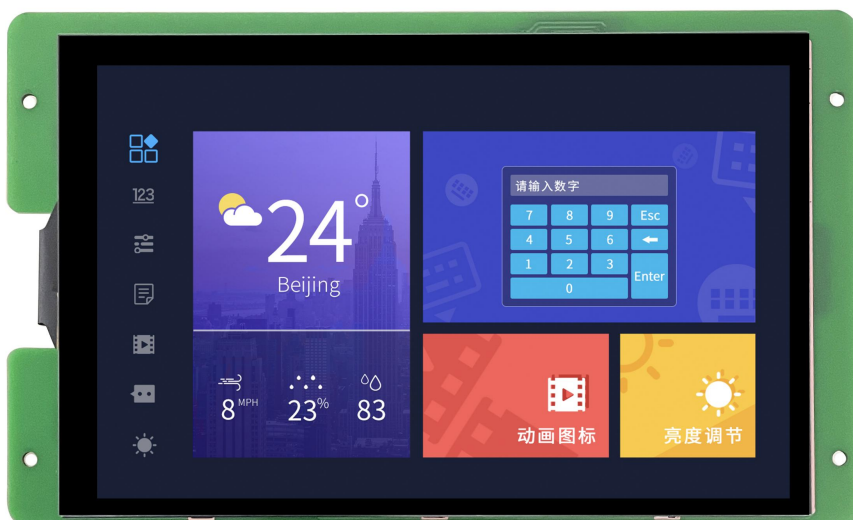 123
24°
Beijing
8 MPH
23%
83
请输入数字
7 8 9 Esc
4 5 6
1 2 3 Enter
0
动画图标
亮度调节